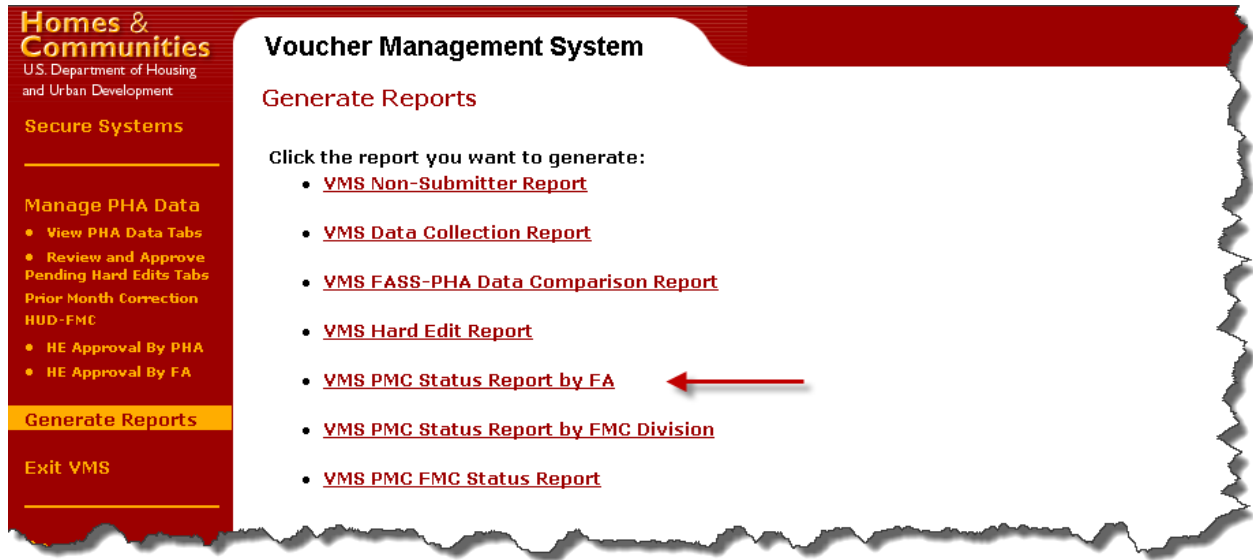 Homes &
Communities
U.S. Department of Housing
and Urban Development
Secure Systems
Manage PHA Data
• View PHA Data Tabs
• Review and Approve
Pending Hard Edits Tabs
Prior Month Correction
HUD-FMC
• HE Approval By PHA
• HE Approval By FA
Generate Reports
Exit VMS
Voucher Management System
Generate Reports
Click the report you want to generate:
• VMS Non-Submitter Report
• VMS Data Collection Report
• VMS FASS-PHA Data Comparison Report
• VMS Hard Edit Report
• VMS PMC Status Report by FA
• VMS PMC Status Report by FMC Division
• VMS PMC FMC Status Report